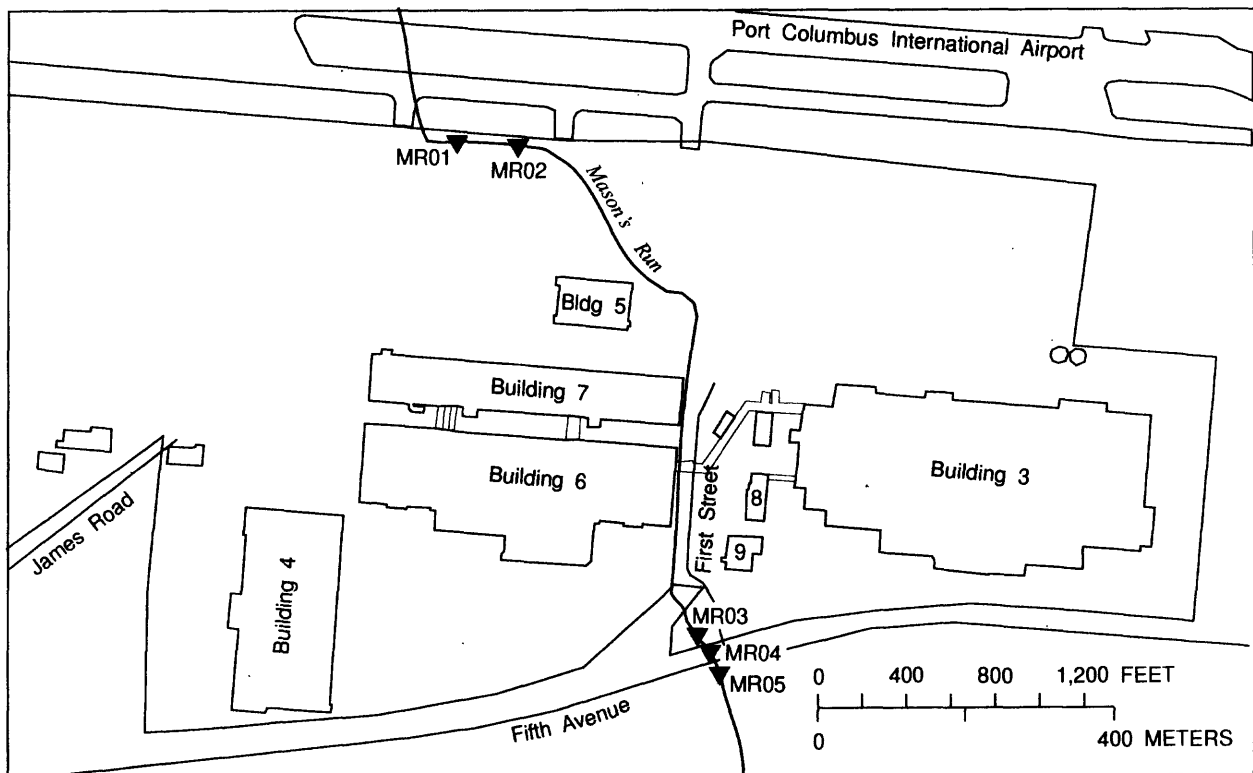 Port Columbus International Airport
MR01
MR02
Mason's Run
Bldg 5
Building 7
Building 6
Building 3
First Street
8
9
James Road
Building 4
MR03
MR04
MR05
Fifth Avenue
0 400 800 1,200 FEET
0 400 METERS